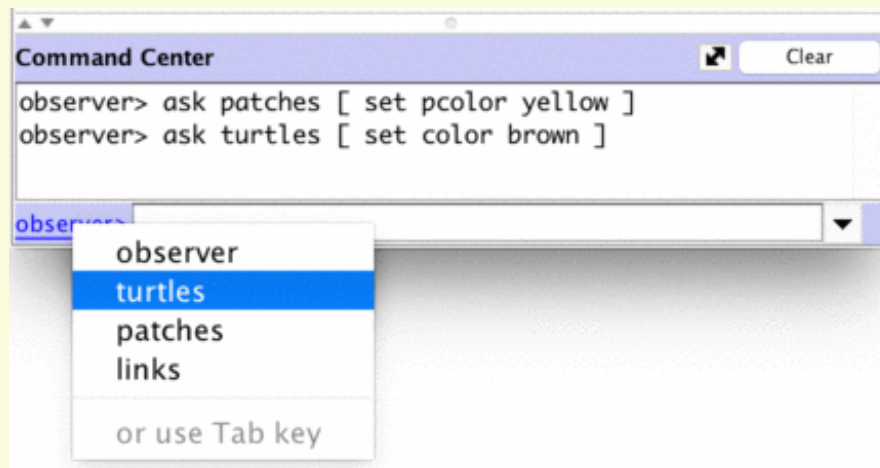 Command Center Clear
observer> ask patches [ set pcolor yellow ]
observer> ask turtles [ set color brown ]
observer>
observer
turtles
patches
links
or use Tab key